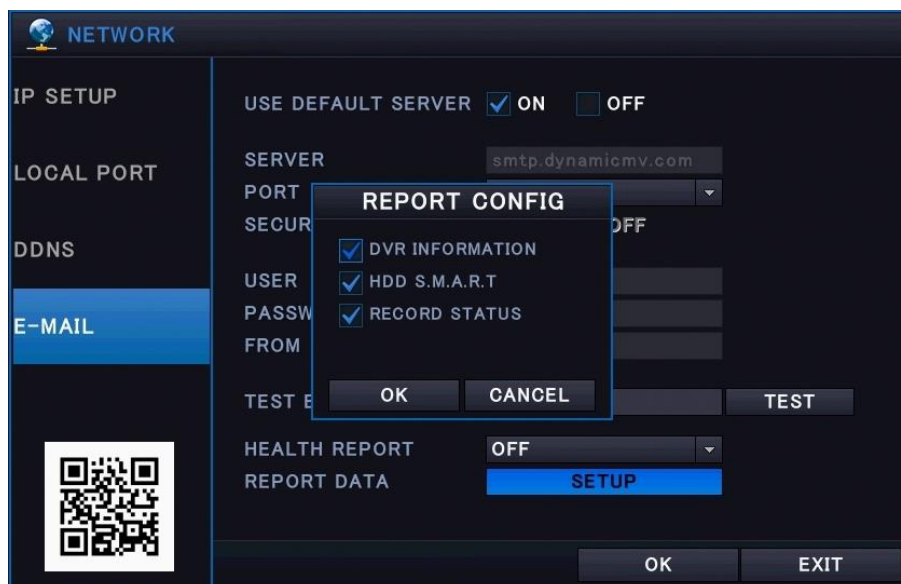 NETWORK
IP SETUP
LOCAL PORT
DDNS
E-MAIL
USE DEFAULT SERVER ON OFF
SERVER smtp.dynamicmv.com
PORT
SECUR OFF
USER
PASSW
FROM
REPORT CONFIG
DVR INFORMATION
HDD S.M.A.R.T
RECORD STATUS
OK CANCEL
TEST E TEST
HEALTH REPORT OFF
REPORT DATA SETUP
OK EXIT